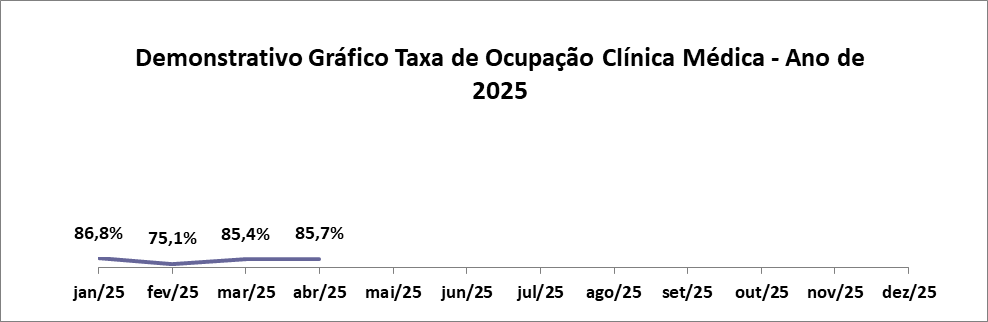 Demonstrativo Gráfico Taxa de Ocupação Clínica Médica - Ano de
2025
86,8% 75,1% 85,4% 85,7%
jan/25 fev/25 mar/25 abr/25 mai/25 jun/25 jul/25 ago/25 set/25 out/25 nov/25 dez/25